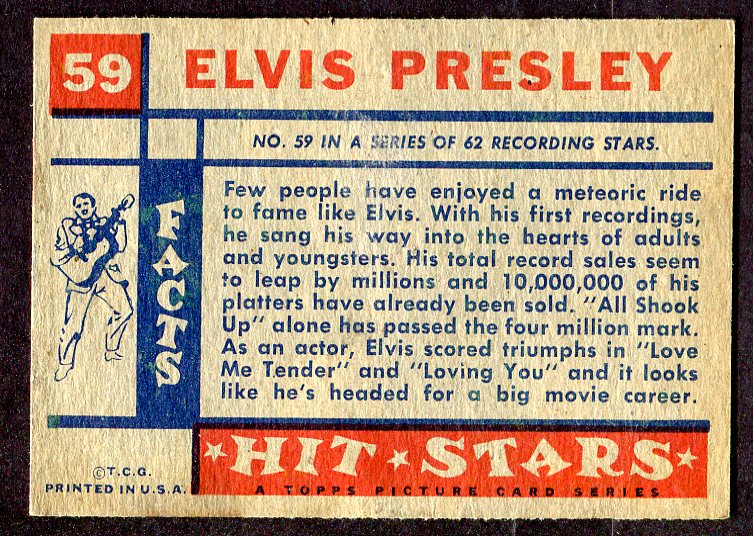 59
ELVIS PRESLEY
NO. 59 IN A SERIES OF 62 RECORDING STARS.
FACTS
Few people have enjoyed a meteoric ride
to fame like Elvis. With his first recordings,
he sang his way into the hearts of adults
and youngsters. His total record sales seem
to leap by millions and 10,000,000 of his
platters have already been sold. "All Shook
Up" alone has passed the four million mark.
As an actor, Elvis scored triumphs in "Love
Me Tender" and "Loving You" and it looks
like he's headed for a big movie career.
©T.C.G.
PRINTED IN U.S.A.
★HIT★STARS★
A TOPPS PICTURE CARD SERIES